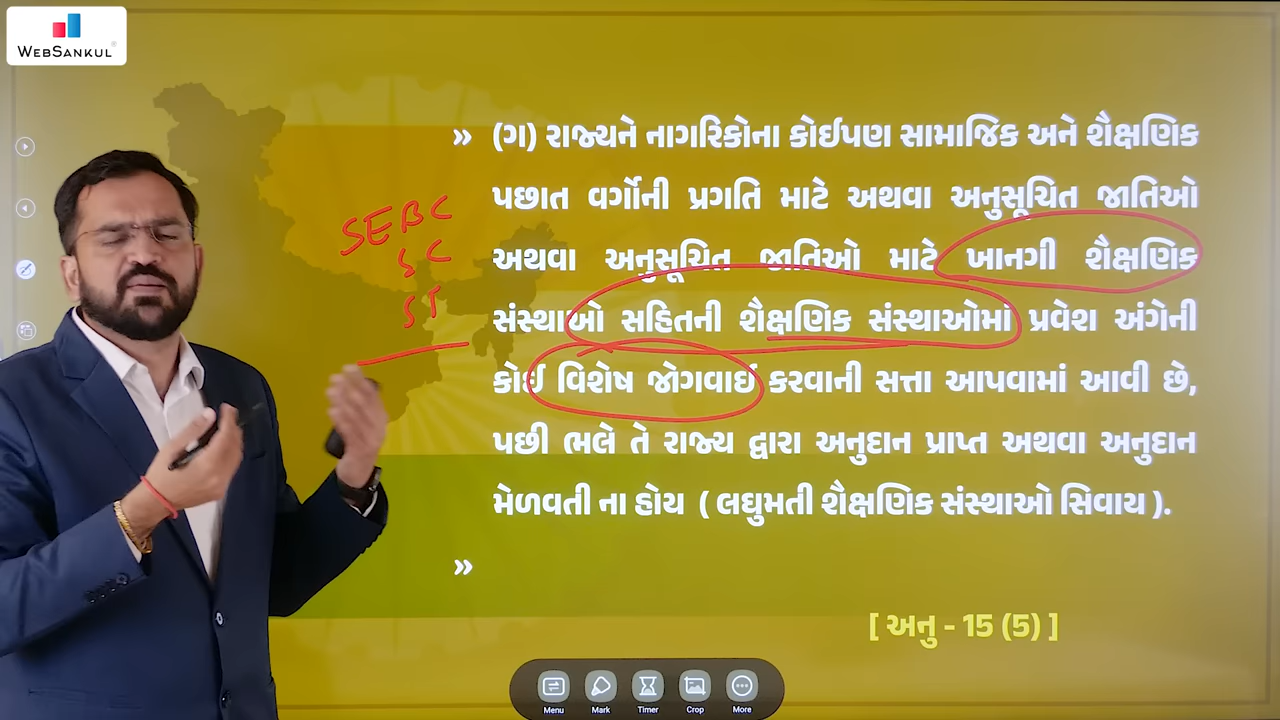 WEBSANKUL
» (ગ) રાજ્યને નાગરિકોના કોઈપણ સામાજિક અને શૈક્ષણિક
પછાત વર્ગોની પ્રગતિ માટે અથવા અનુસૂચિત જાતિઓ
અથવા અનુસૂચિત જાતિઓ માટે ખાનગી શૈક્ષણિક
સંસ્થાઓ સહિતની શૈક્ષણિક સંસ્થાઓમાં પ્રવેશ અંગેની
કોઈ વિશેષ જોગવાઈ કરવાની સત્તા આપવામાં આવી છે,
પછી ભલે તે રાજ્ય દ્વારા અનુદાન પ્રાપ્ત અથવા અનુદાન
મેળવતી ના હોય ( લઘુમતી શૈક્ષણિક સંસ્થાઓ સિવાય ).
»
[ અનુ - 15 (5) ]
SEBC
SC
ST
Menu Mark Timer Crop More